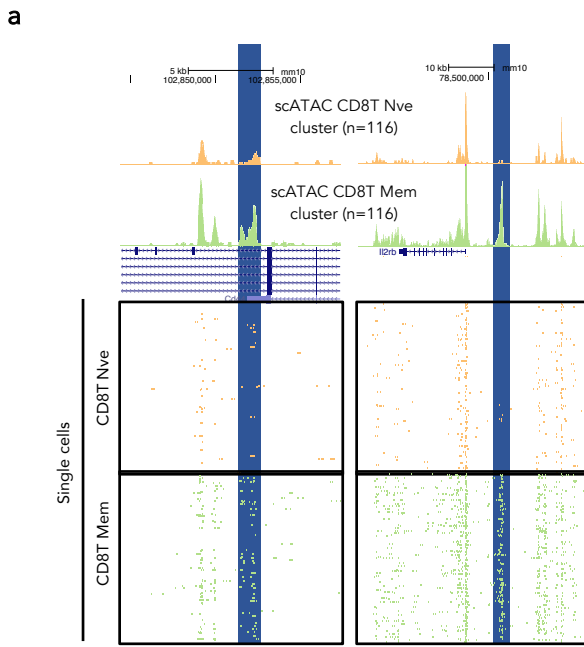 a
5 kb mm10
102,850,000 102,855,000
10 kb mm10
78,500,000
scATAC CD8T Nve
cluster (n=116)
scATAC CD8T Mem
cluster (n=116)
Il2rb
Single cells
CD8T Nve
CD8T Mem